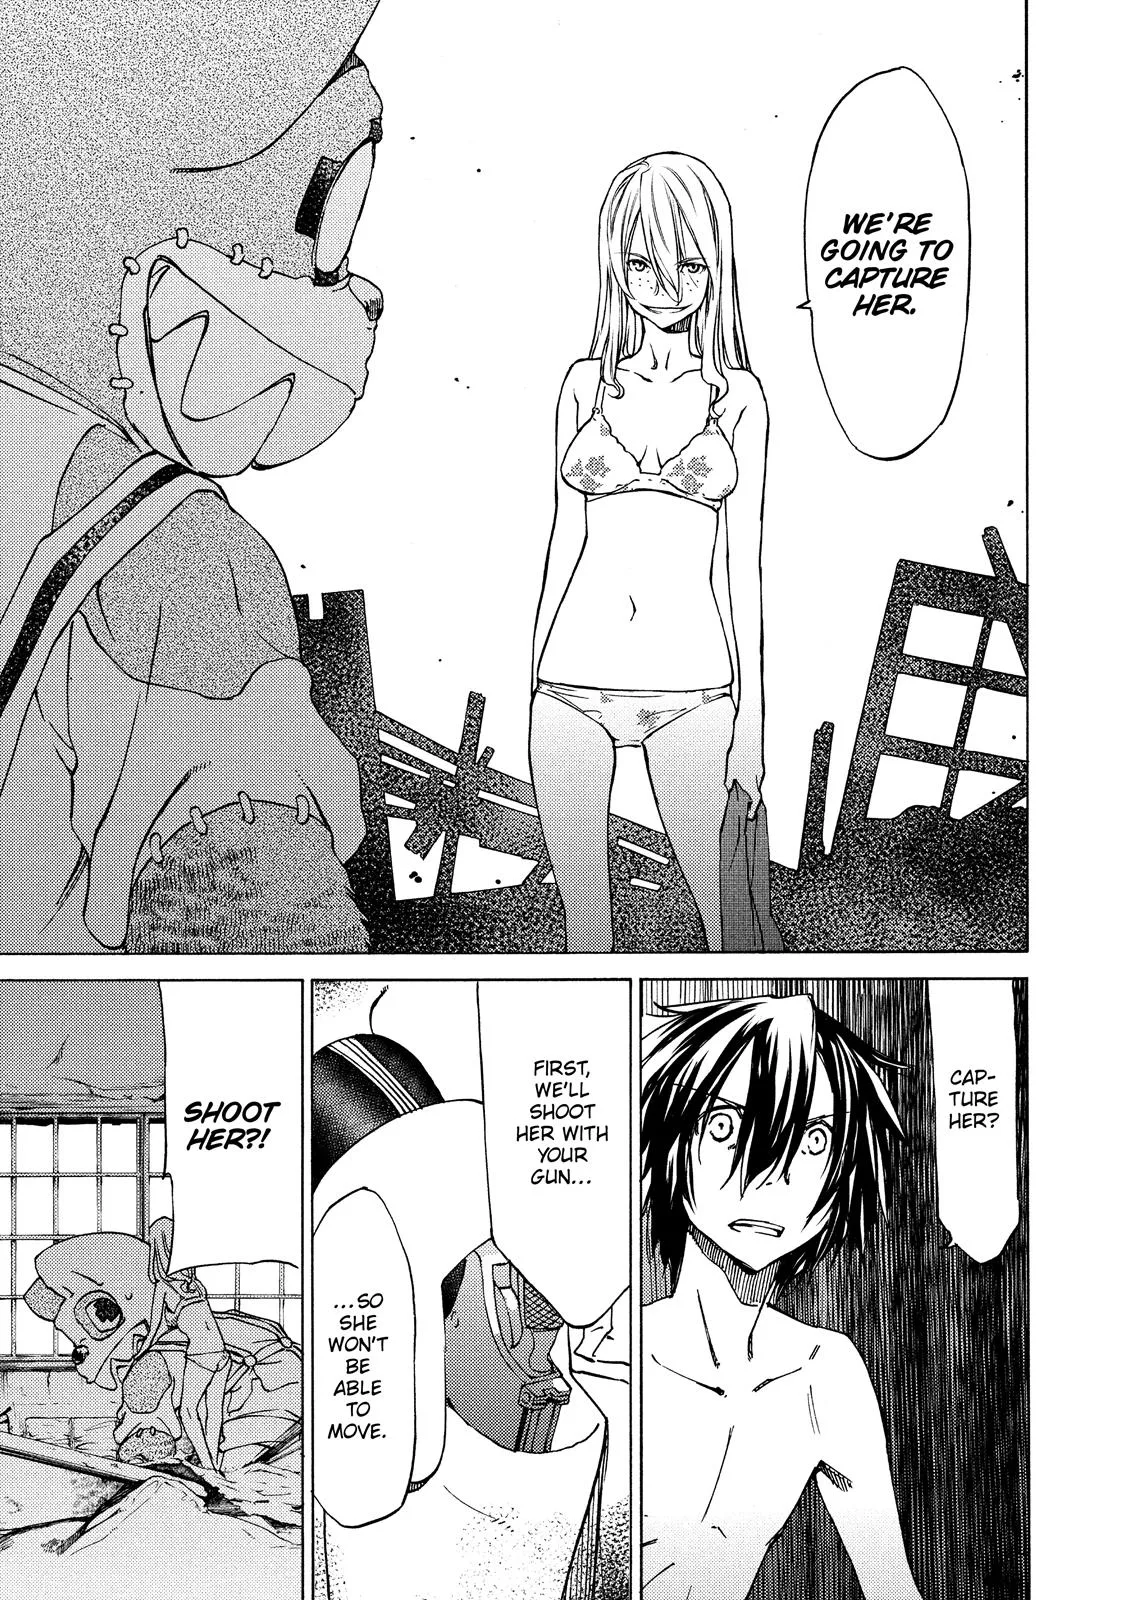 WE'RE
GOING TO
CAPTURE
HER.
CAP-
TURE
HER?
FIRST,
WE'LL
SHOOT
HER WITH
YOUR
GUN...
...SO
SHE
WON'T
BE
ABLE
TO
MOVE.
SHOOT
HER?!